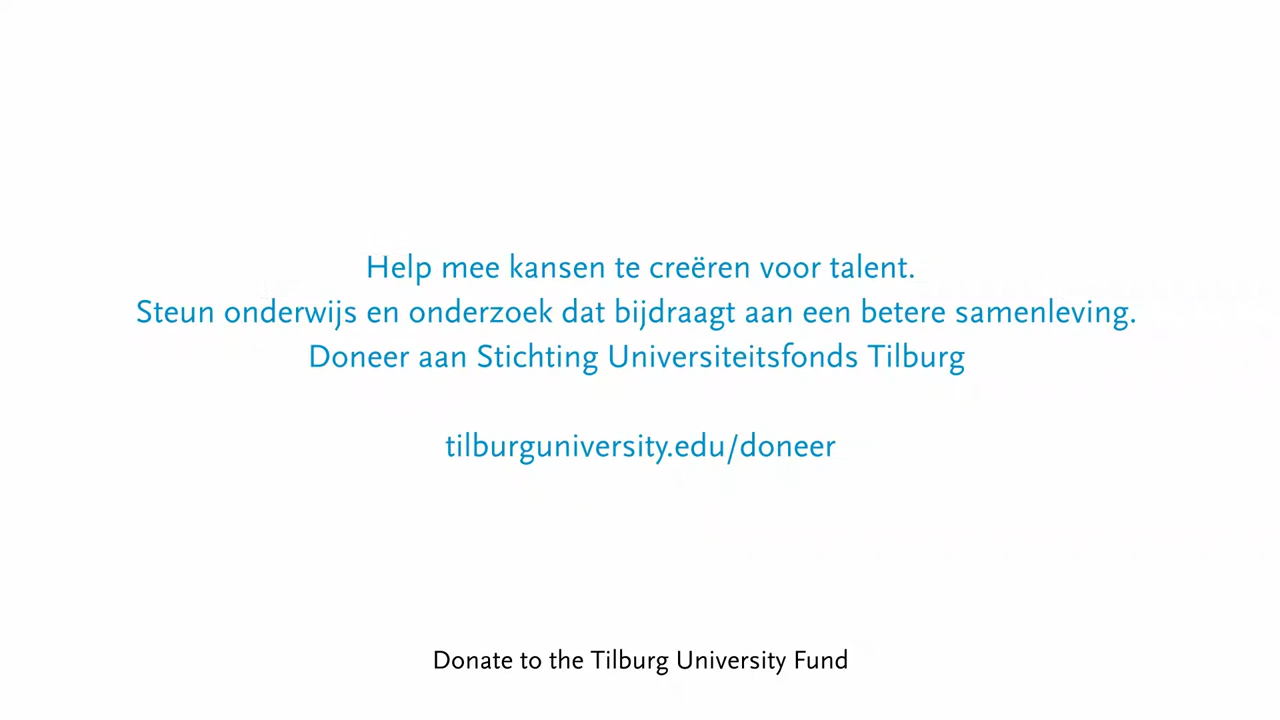 Help mee kansen te creëren voor talent.
Steun onderwijs en onderzoek dat bijdraagt aan een betere samenleving.
Doneer aan Stichting Universiteitsfonds Tilburg
tilburguniversity.edu/doneer
Donate to the Tilburg University Fund